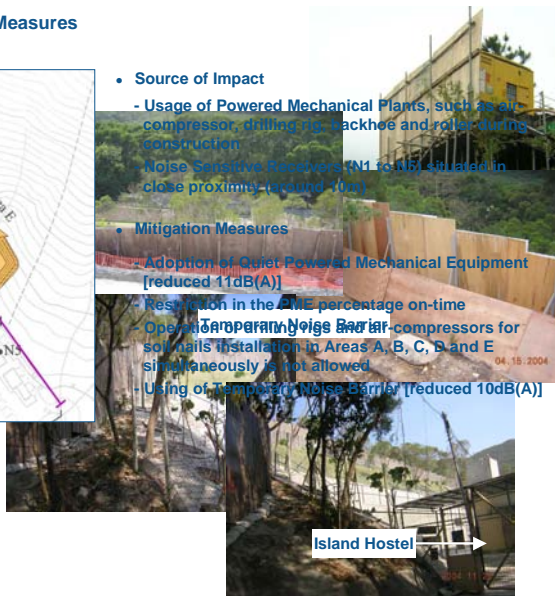 Measures
• Source of Impact
- Usage of Powered Mechanical Plants, such as air-
compressor, drilling rig, backhoe and roller during
construction
- Noise Sensitive Receivers (N1 to N5) situated in
close proximity (around 10m)
• Mitigation Measures
- Adoption of Quiet Powered Mechanical Equipment
[reduced 11dB(A)]
- Restriction in the PME percentage on-time
Temporary Noise Barrier
- Operation of drilling rigs and air-compressors for
soil nails installation in Areas A, B, C, D and E
simultaneously is not allowed
- Using of Temporary Noise Barrier [reduced 10dB(A)]
E
N5
04.15.2004
Island Hostel